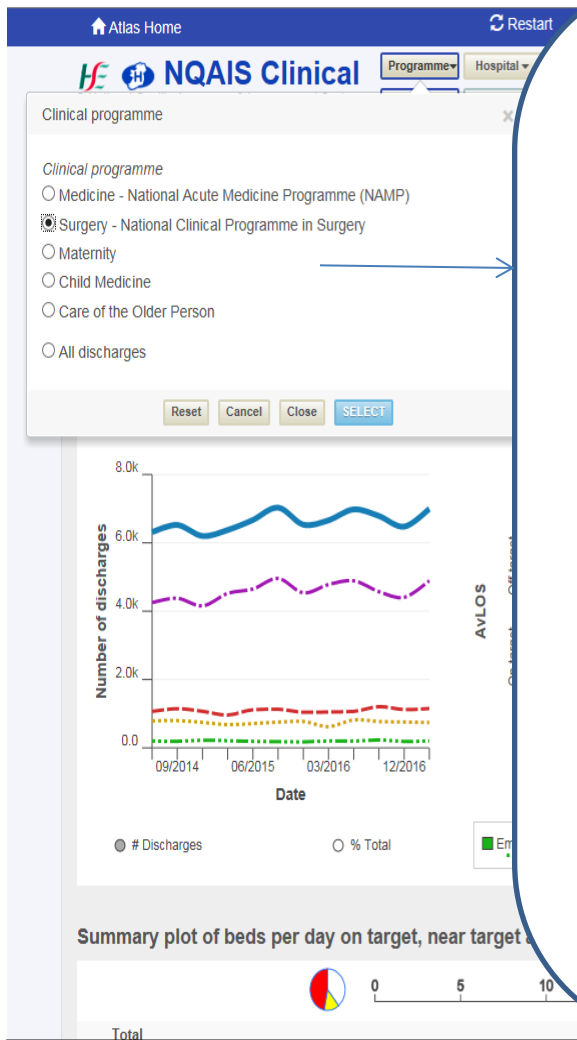 Atlas Home
Restart
NQAIS Clinical
Programme
Hospital
Clinical programme
×
Clinical programme
Medicine - National Acute Medicine Programme (NAMP)
Surgery - National Clinical Programme in Surgery
Maternity
Child Medicine
Care of the Older Person
All discharges
Reset
Cancel
Close
SELECT
8.0k
6.0k
4.0k
2.0k
0.0
Number of discharges
09/2014
06/2015
03/2016
12/2016
Date
AvLOS
# Discharges
% Total
Em
Summary plot of beds per day on target, near target
0
5
10
Total